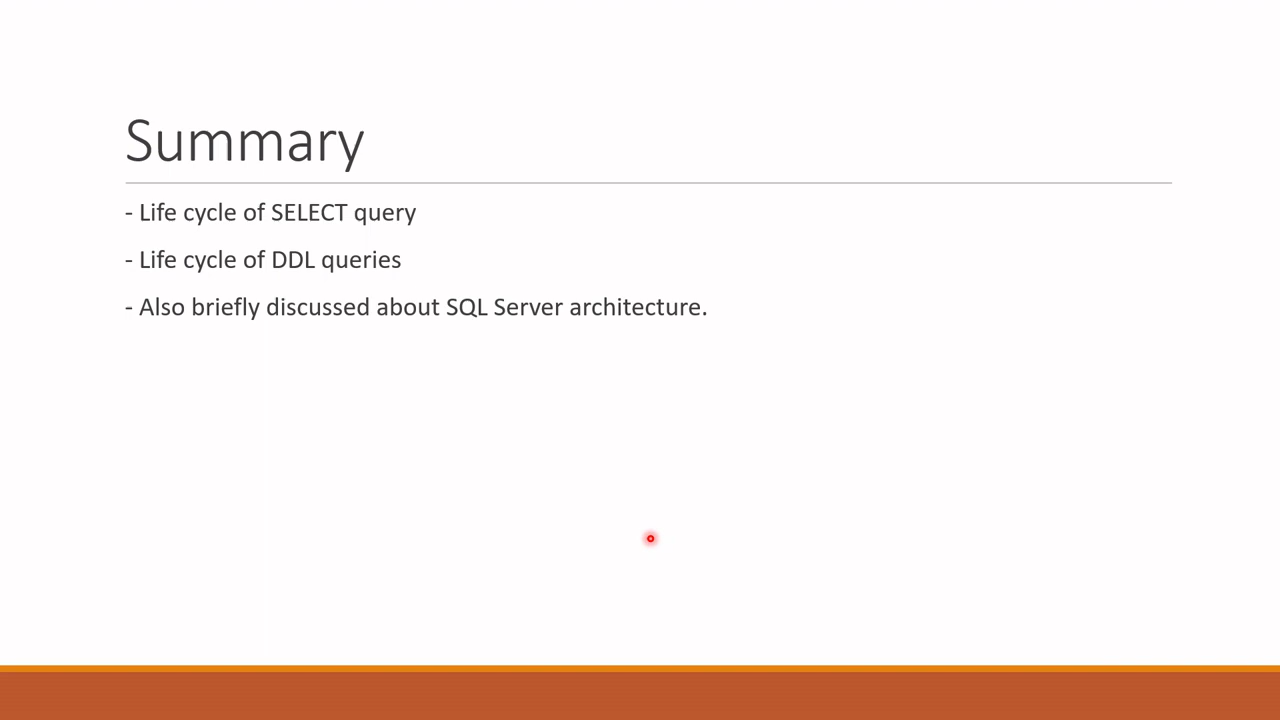 Summary
- Life cycle of SELECT query
- Life cycle of DDL queries
- Also briefly discussed about SQL Server architecture.